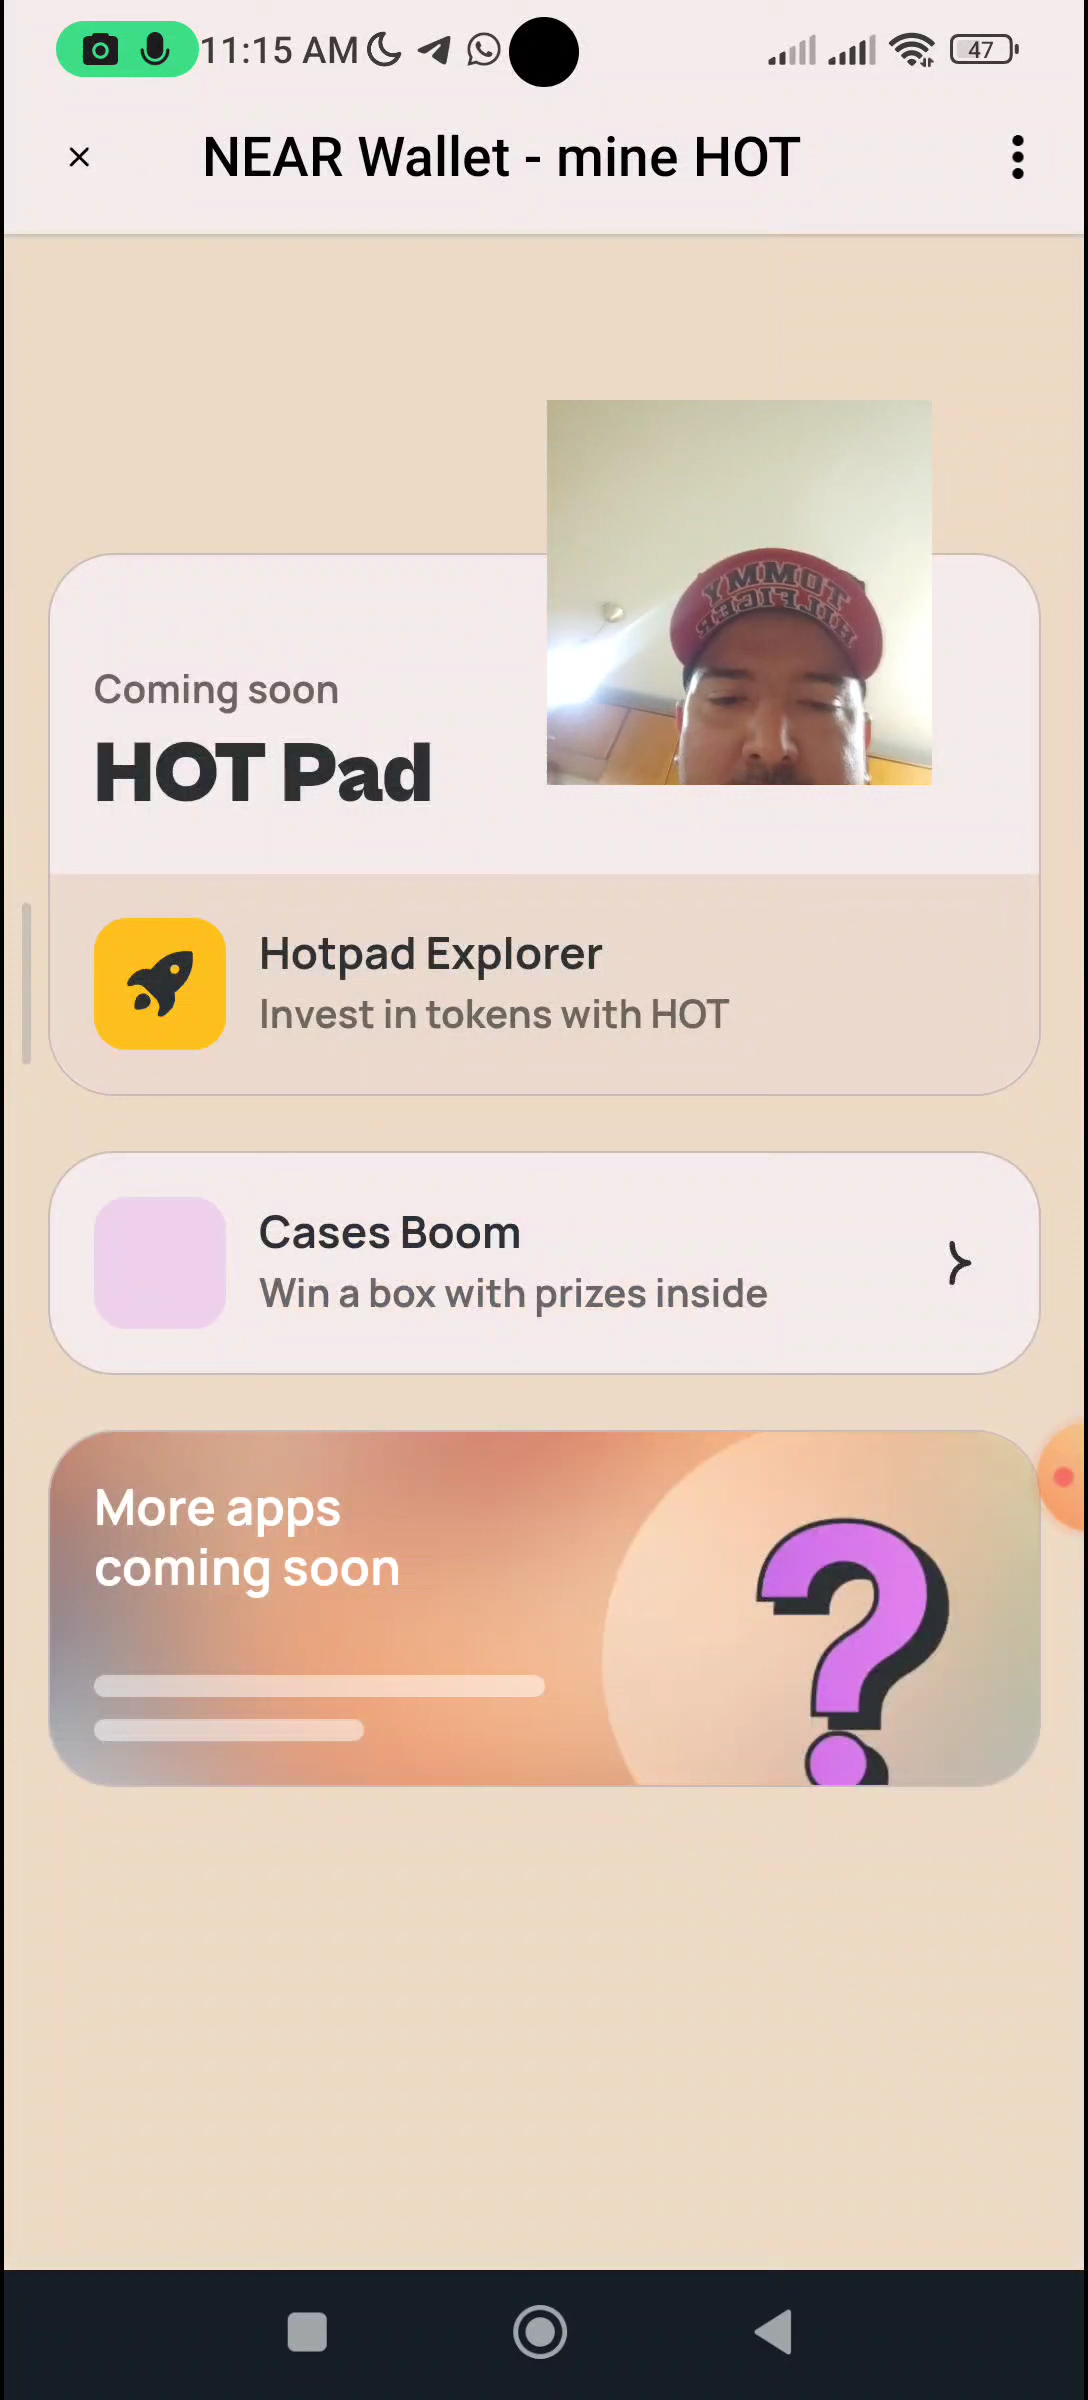 11:15 AM
47
NEAR Wallet - mine HOT
TOMMY
HILFIGER
Coming soon
HOT Pad
Hotpad Explorer
Invest in tokens with HOT
Cases Boom
Win a box with prizes inside
More apps
coming soon
?